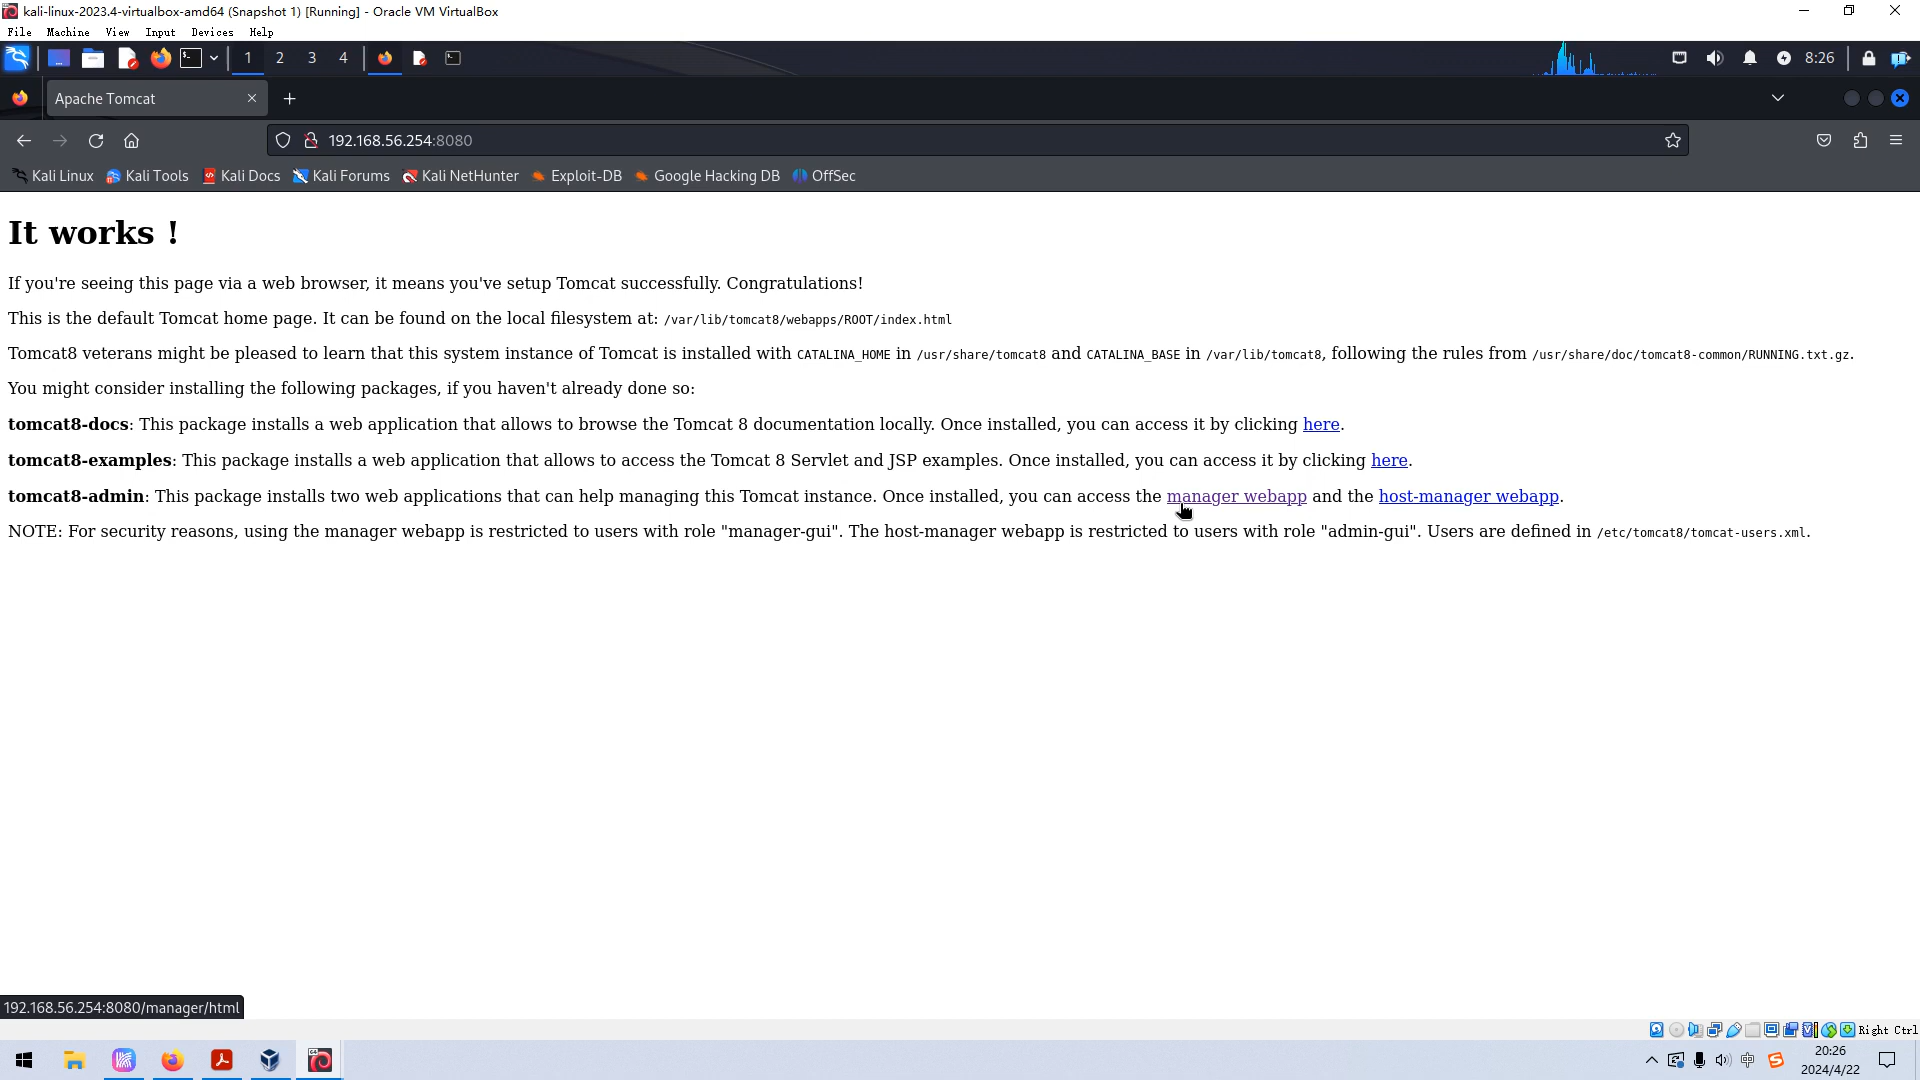 kali-linux-2023.4-virtualbox-amd64 (Snapshot 1) [Running] - Oracle VM VirtualBox
File Machine View Input Devices Help
1 2 3 4 8:26
Apache Tomcat
192.168.56.254:8080
Kali Linux Kali Tools Kali Docs Kali Forums Kali NetHunter Exploit-DB Google Hacking DB OffSec
It works !
If you're seeing this page via a web browser, it means you've setup Tomcat successfully. Congratulations!
This is the default Tomcat home page. It can be found on the local filesystem at: /var/lib/tomcat8/webapps/ROOT/index.html
Tomcat8 veterans might be pleased to learn that this system instance of Tomcat is installed with CATALINA_HOME in /usr/share/tomcat8 and CATALINA_BASE in /var/lib/tomcat8, following the rules from /usr/share/doc/tomcat8-common/RUNNING.txt.gz.
You might consider installing the following packages, if you haven't already done so:
tomcat8-docs: This package installs a web application that allows to browse the Tomcat 8 documentation locally. Once installed, you can access it by clicking here.
tomcat8-examples: This package installs a web application that allows to access the Tomcat 8 Servlet and JSP examples. Once installed, you can access it by clicking here.
tomcat8-admin: This package installs two web applications that can help managing this Tomcat instance. Once installed, you can access the manager webapp and the host-manager webapp.
NOTE: For security reasons, using the manager webapp is restricted to users with role "manager-gui". The host-manager webapp is restricted to users with role "admin-gui". Users are defined in /etc/tomcat8/tomcat-users.xml.
192.168.56.254:8080/manager/html
Right Ctrl
中
20:26
2024/4/22